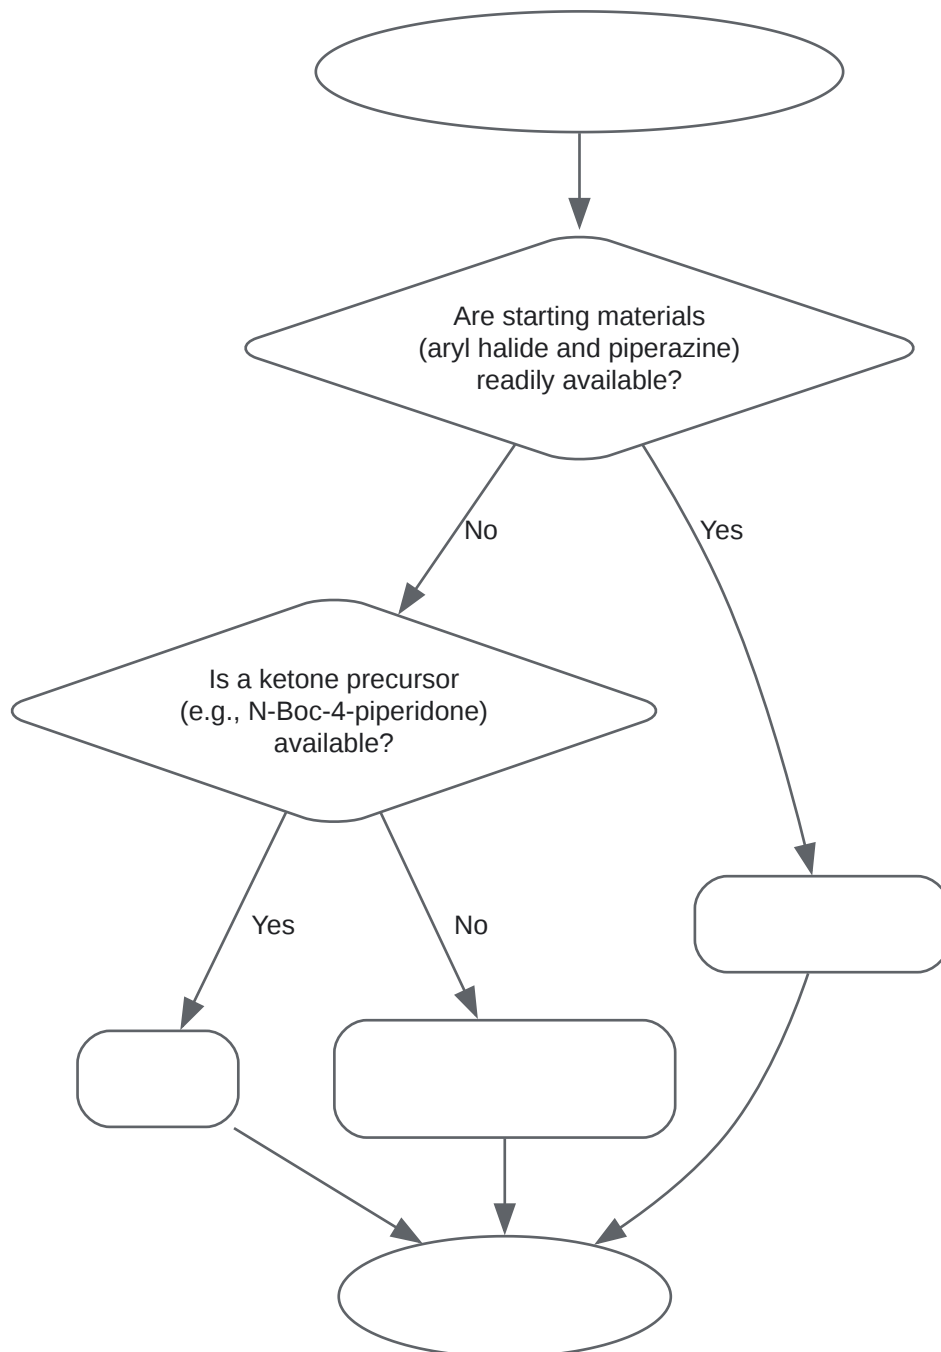 Are starting materials
(aryl halide and piperazine)
readily available?
No
Yes
Is a ketone precursor
(e.g., N-Boc-4-piperidone)
available?
Yes
No